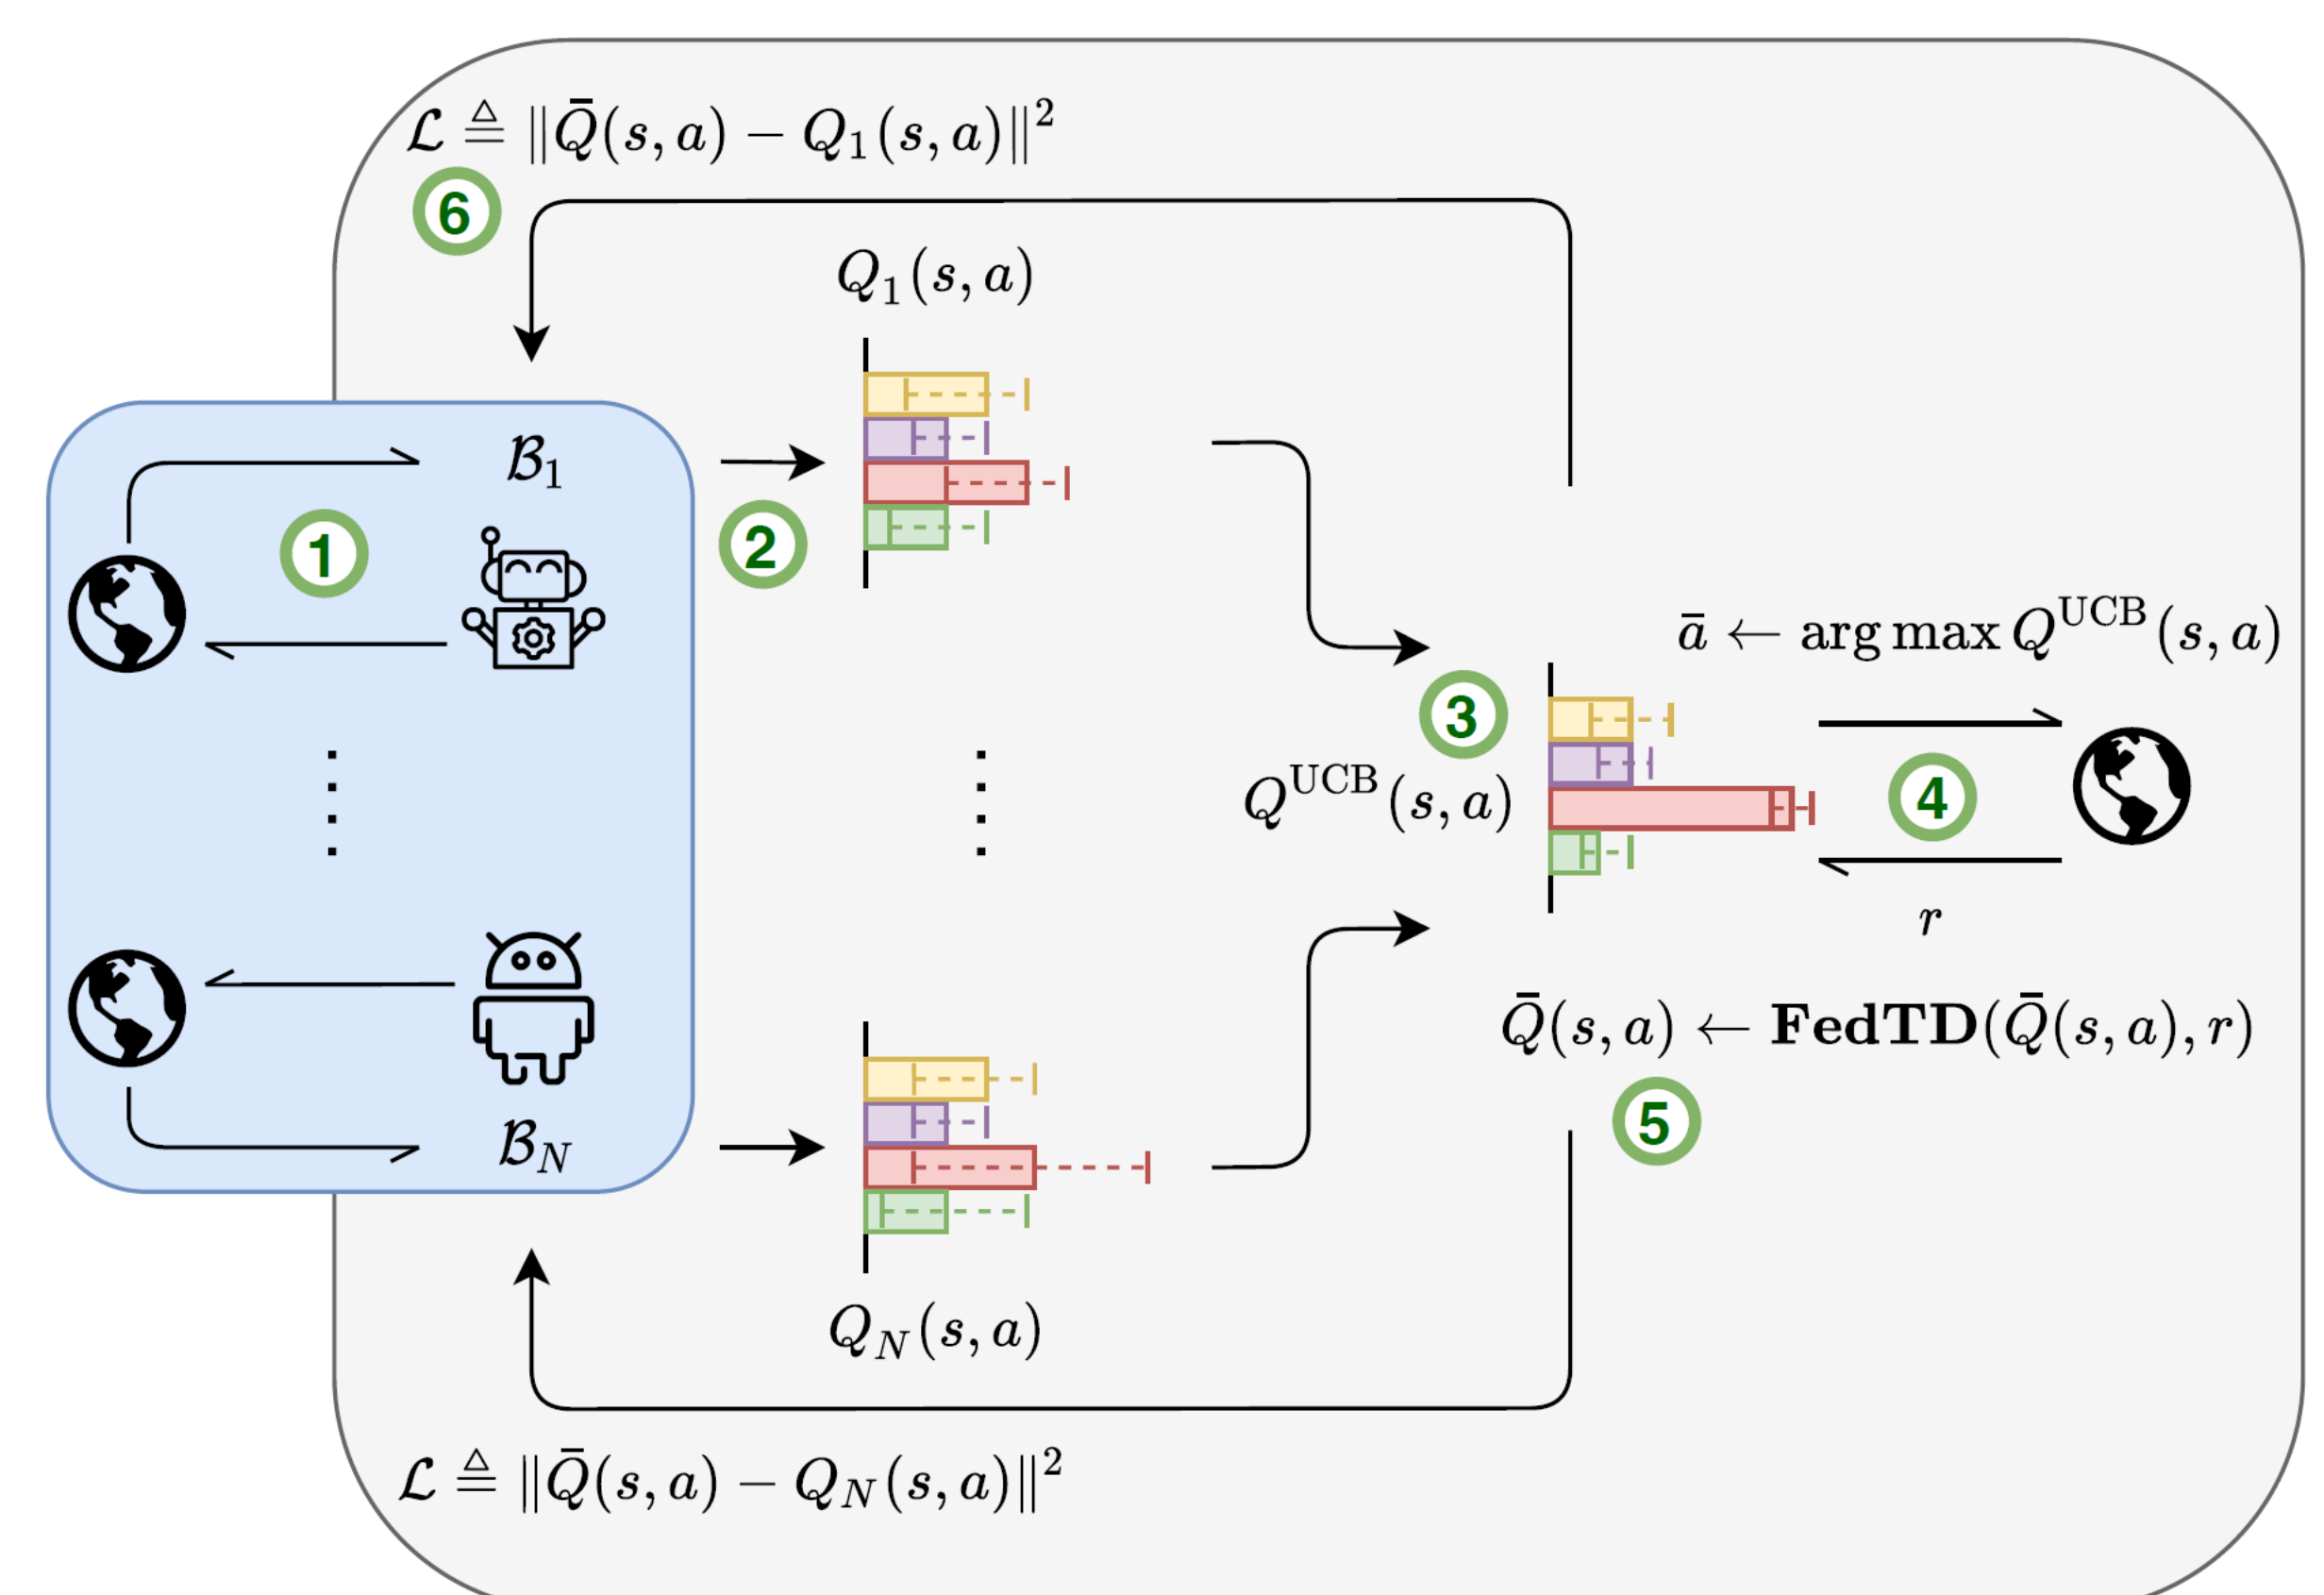 ℒ ≜ ‖Q̄(s, a) − Q₁(s, a)‖²
6
Q₁(s, a)
ℬ₁
1
2
ā ← arg max Q^UCB(s, a)
3
Q^UCB(s, a)
4
r
Q̄(s, a) ← FedTD(Q̄(s, a), r)
5
ℬ_N
Q_N(s, a)
ℒ ≜ ‖Q̄(s, a) − Q_N(s, a)‖²